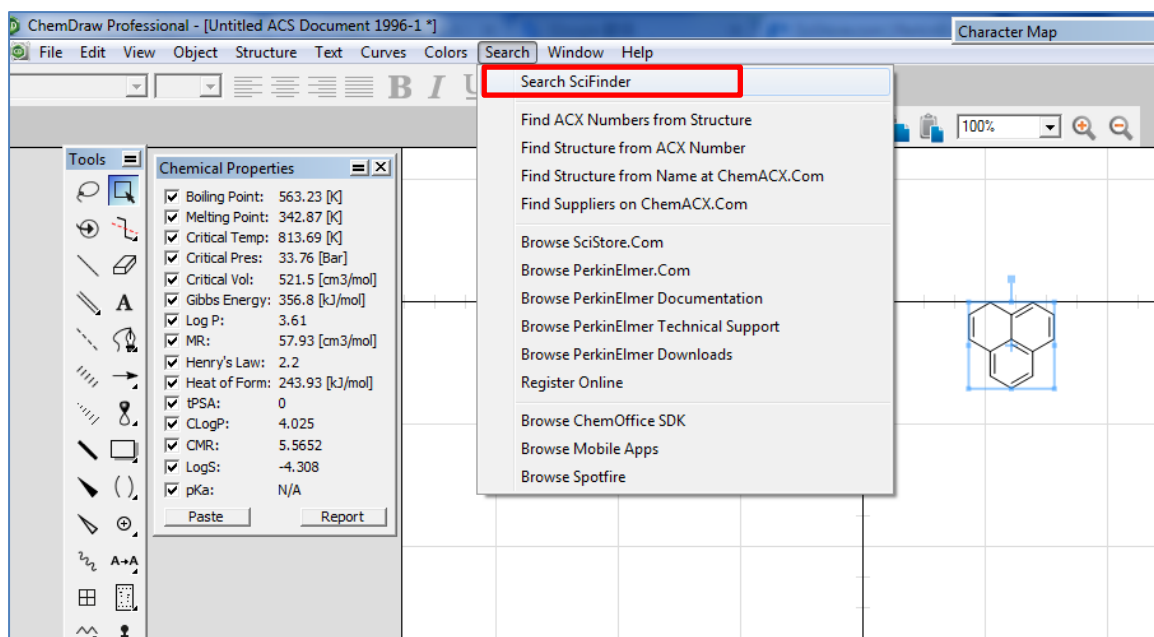 ChemDraw Professional - [Untitled ACS Document 1996-1 *]
Character Map
File Edit View Object Structure Text Curves Colors Search Window Help
B I U
Search SciFinder
Find ACX Numbers from Structure
Find Structure from ACX Number
Find Structure from Name at ChemACX.Com
Find Suppliers on ChemACX.Com
Browse SciStore.Com
Browse PerkinElmer.Com
Browse PerkinElmer Documentation
Browse PerkinElmer Technical Support
Browse PerkinElmer Downloads
Register Online
Browse ChemOffice SDK
Browse Mobile Apps
Browse Spotfire
100%
Tools
A
A→A
Chemical Properties
Boiling Point: 563.23 [K]
Melting Point: 342.87 [K]
Critical Temp: 813.69 [K]
Critical Pres: 33.76 [Bar]
Critical Vol: 521.5 [cm3/mol]
Gibbs Energy: 356.8 [kJ/mol]
Log P: 3.61
MR: 57.93 [cm3/mol]
Henry's Law: 2.2
Heat of Form: 243.93 [kJ/mol]
tPSA: 0
CLogP: 4.025
CMR: 5.5652
LogS: -4.308
pKa: N/A
Paste Report